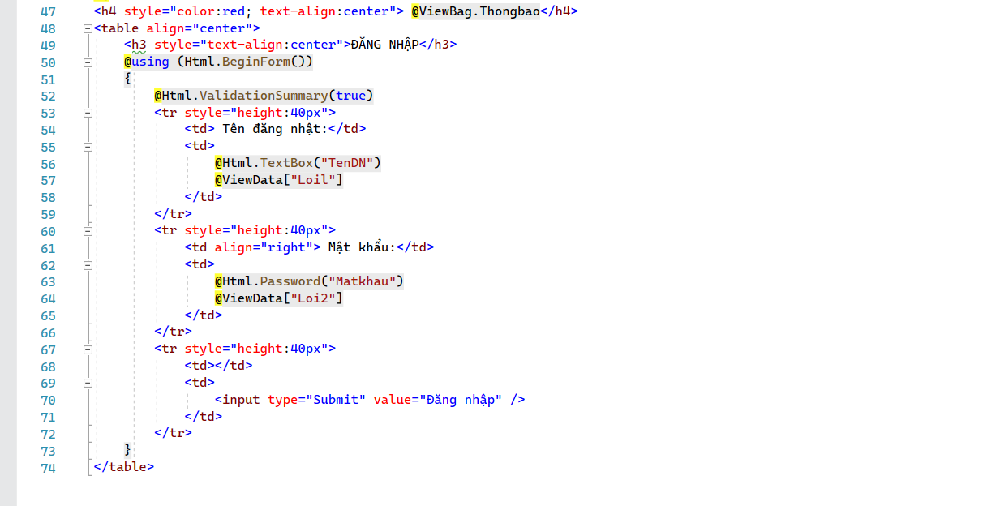 47 <h4 style="color:red; text-align:center"> @ViewBag.Thongbao</h4>
48 <table align="center">
49 <h3 style="text-align:center">ĐĂNG NHẬP</h3>
50 @using (Html.BeginForm())
51 {
52 @Html.ValidationSummary(true)
53 <tr style="height:40px">
54 <td> Tên đăng nhật:</td>
55 <td>
56 @Html.TextBox("TenDN")
57 @ViewData["Loil"]
58 </td>
59 </tr>
60 <tr style="height:40px">
61 <td align="right"> Mật khẩu:</td>
62 <td>
63 @Html.Password("Matkhau")
64 @ViewData["Loi2"]
65 </td>
66 </tr>
67 <tr style="height:40px">
68 <td></td>
69 <td>
70 <input type="Submit" value="Đăng nhập" />
71 </td>
72 </tr>
73 }
74 </table>